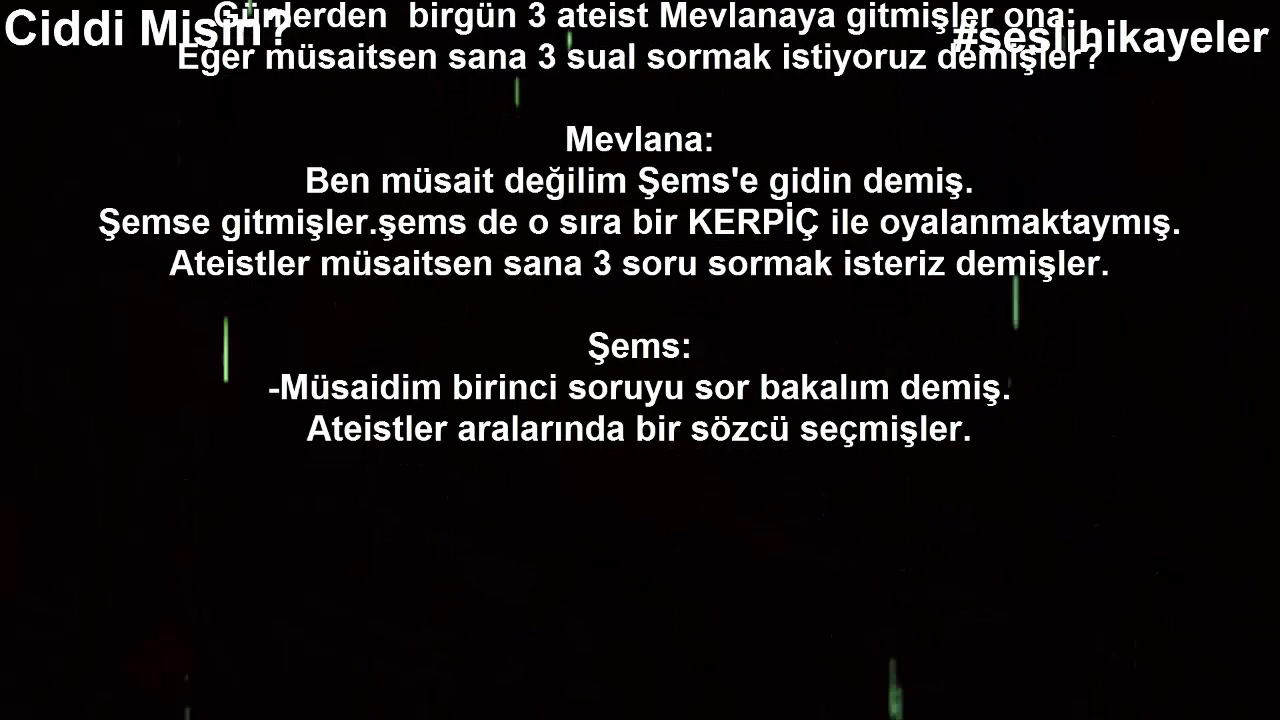 Ciddi Misin?
#seslihikayeler
Günlerden birgün 3 ateist Mevlanaya gitmişler ona:
Eğer müsaitsen sana 3 sual sormak istiyoruz demişler?
Mevlana:
Ben müsait değilim Şems'e gidin demiş.
Şemse gitmişler.şems de o sıra bir KERPİÇ ile oyalanmaktaymış.
Ateistler müsaitsen sana 3 soru sormak isteriz demişler.
Şems:
-Müsaidim birinci soruyu sor bakalım demiş.
Ateistler aralarında bir sözcü seçmişler.